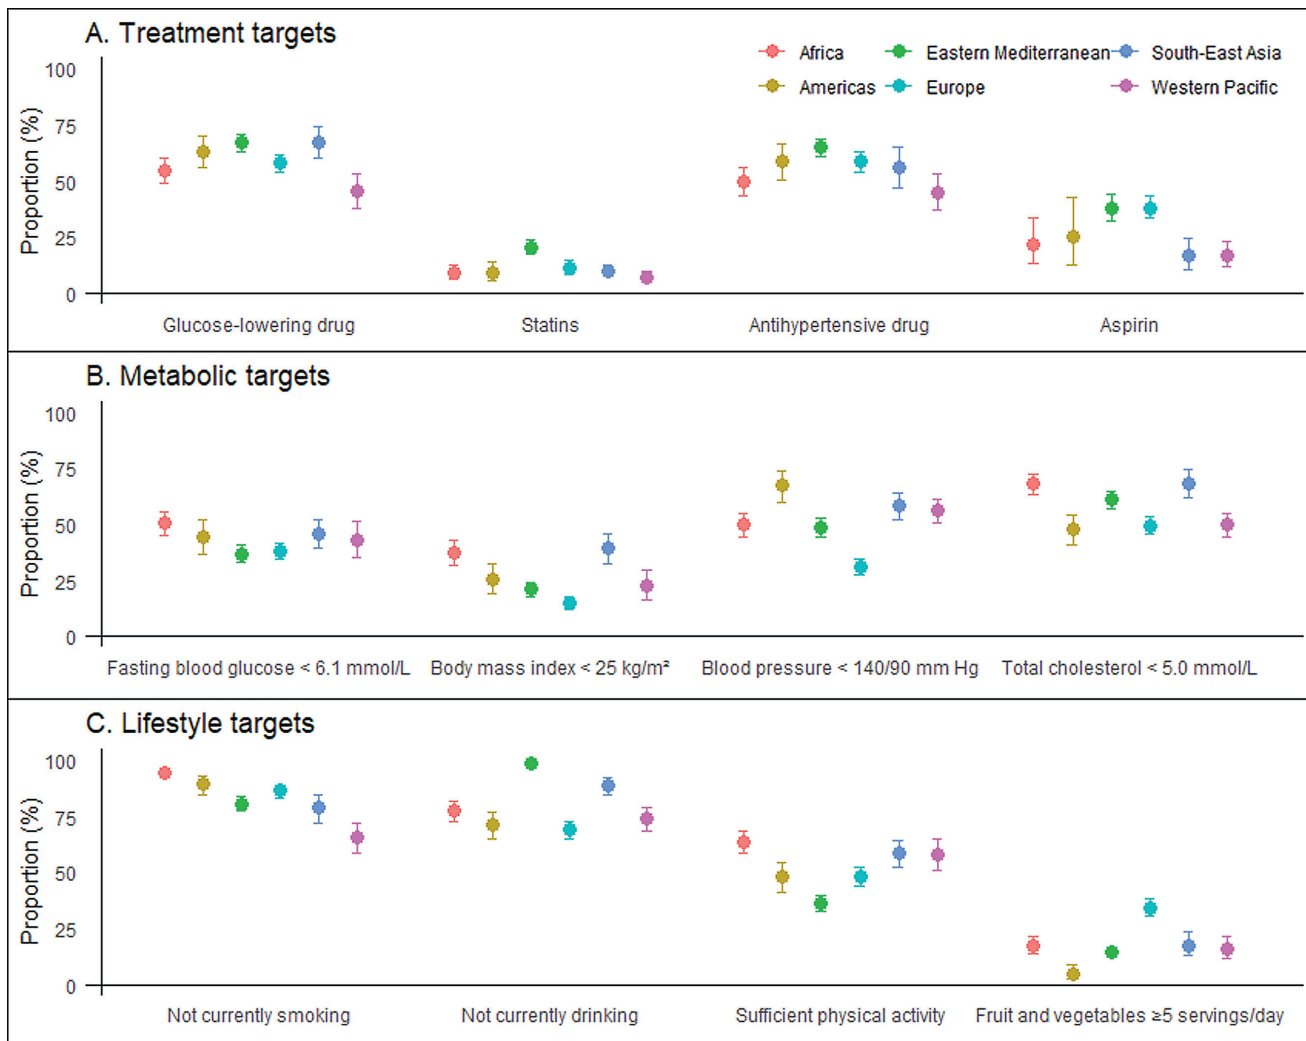 A. Treatment targets
Africa Eastern Mediterranean South-East Asia
Americas Europe Western Pacific
Proportion (%)
100
75
50
25
0
Glucose-lowering drug Statins Antihypertensive drug Aspirin
B. Metabolic targets
Proportion (%)
100
75
50
25
0
Fasting blood glucose < 6.1 mmol/L Body mass index < 25 kg/m² Blood pressure < 140/90 mm Hg Total cholesterol < 5.0 mmol/L
C. Lifestyle targets
Proportion (%)
100
75
50
25
0
Not currently smoking Not currently drinking Sufficient physical activity Fruit and vegetables ≥5 servings/day